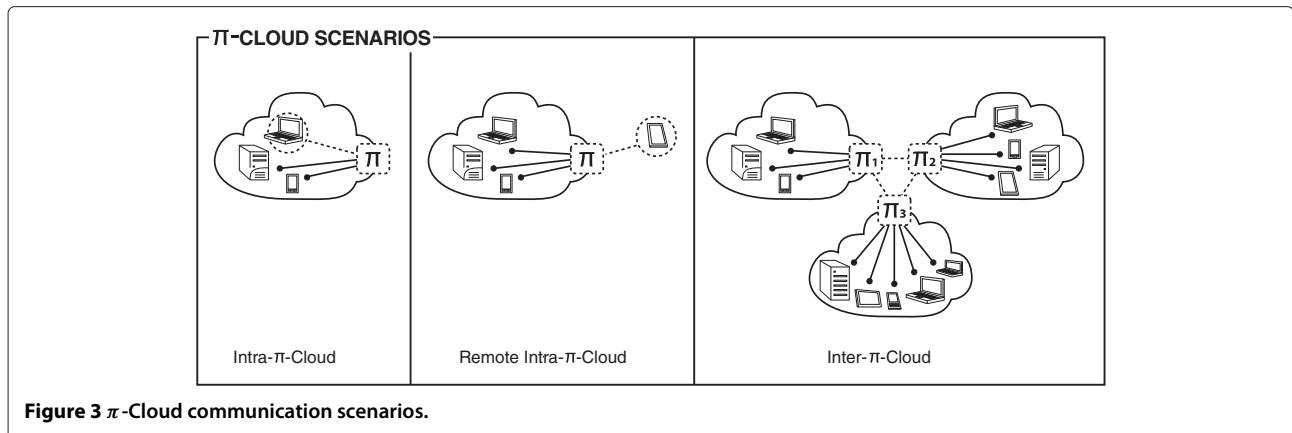 π-CLOUD SCENARIOS
π
π
π₁
π₂
π₃
Intra-π-Cloud
Remote Intra-π-Cloud
Inter-π-Cloud
Figure 3 π-Cloud communication scenarios.